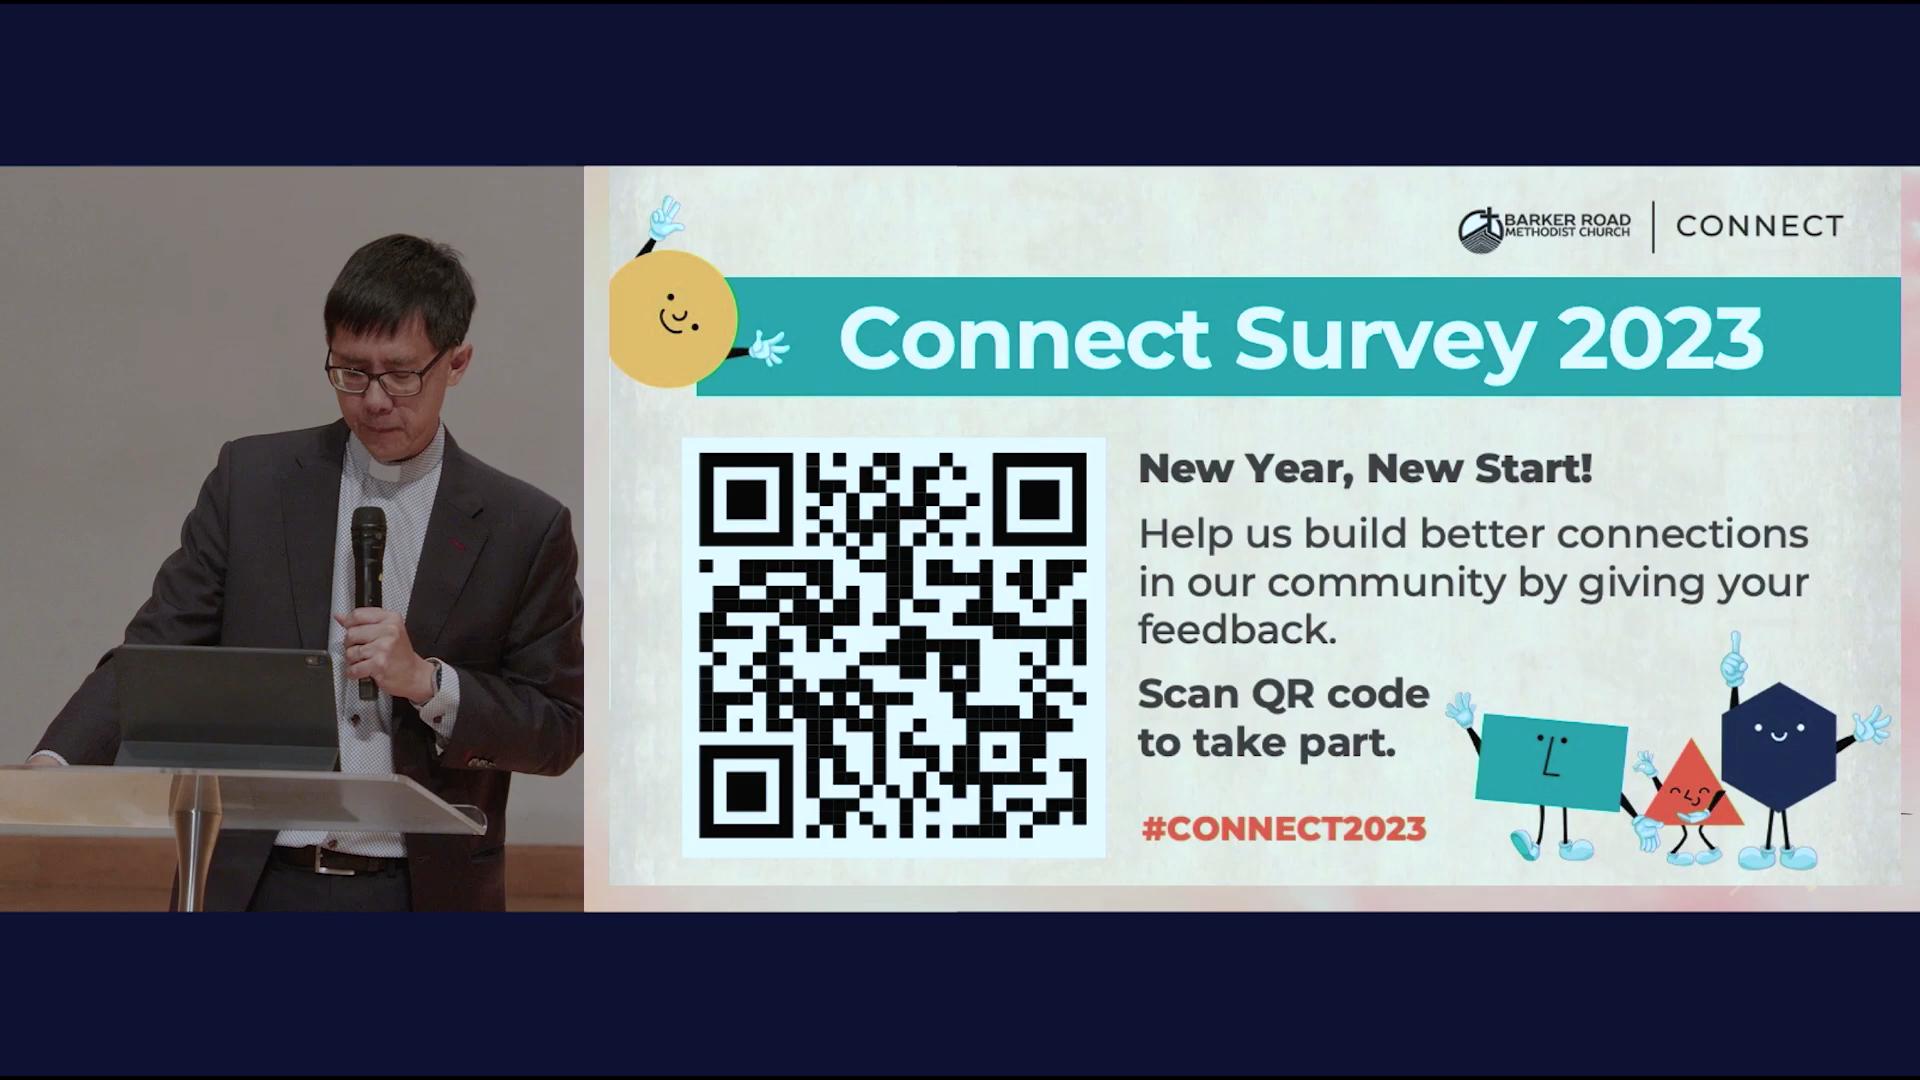 BARKER ROAD
METHODIST CHURCH
CONNECT
Connect Survey 2023
New Year, New Start!
Help us build better connections
in our community by giving your
feedback.
Scan QR code
to take part.
#CONNECT2023